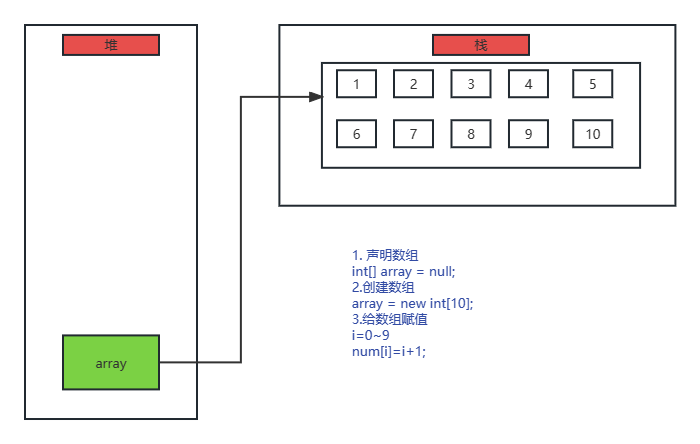 堆
栈
1 2 3 4 5
6 7 8 9 10
array
1. 声明数组
int[] array = null;
2.创建数组
array = new int[10];
3.给数组赋值
i=0~9
num[i]=i+1;